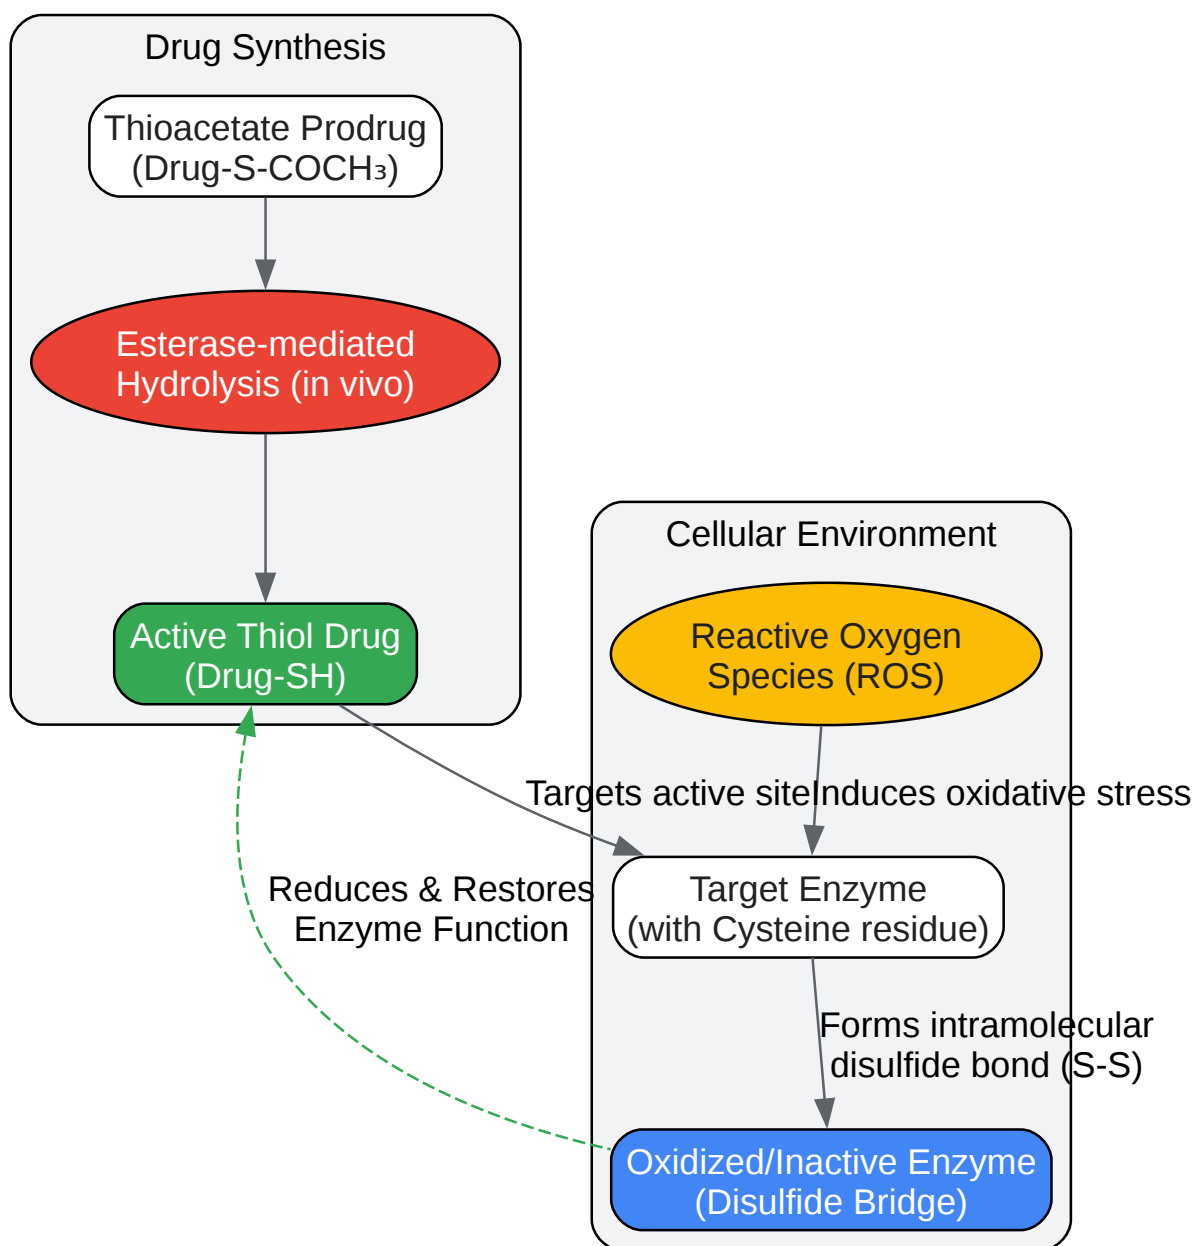 Drug Synthesis
Thioacetate Prodrug
(Drug-S-COCH₃)
Esterase-mediated
Hydrolysis (in vivo)
Active Thiol Drug
(Drug-SH)
Cellular Environment
Reactive Oxygen
Species (ROS)
Targets active site
Induces oxidative stress
Reduces & Restores
Enzyme Function
Target Enzyme
(with Cysteine residue)
Forms intramolecular
disulfide bond (S-S)
Oxidized/Inactive Enzyme
(Disulfide Bridge)